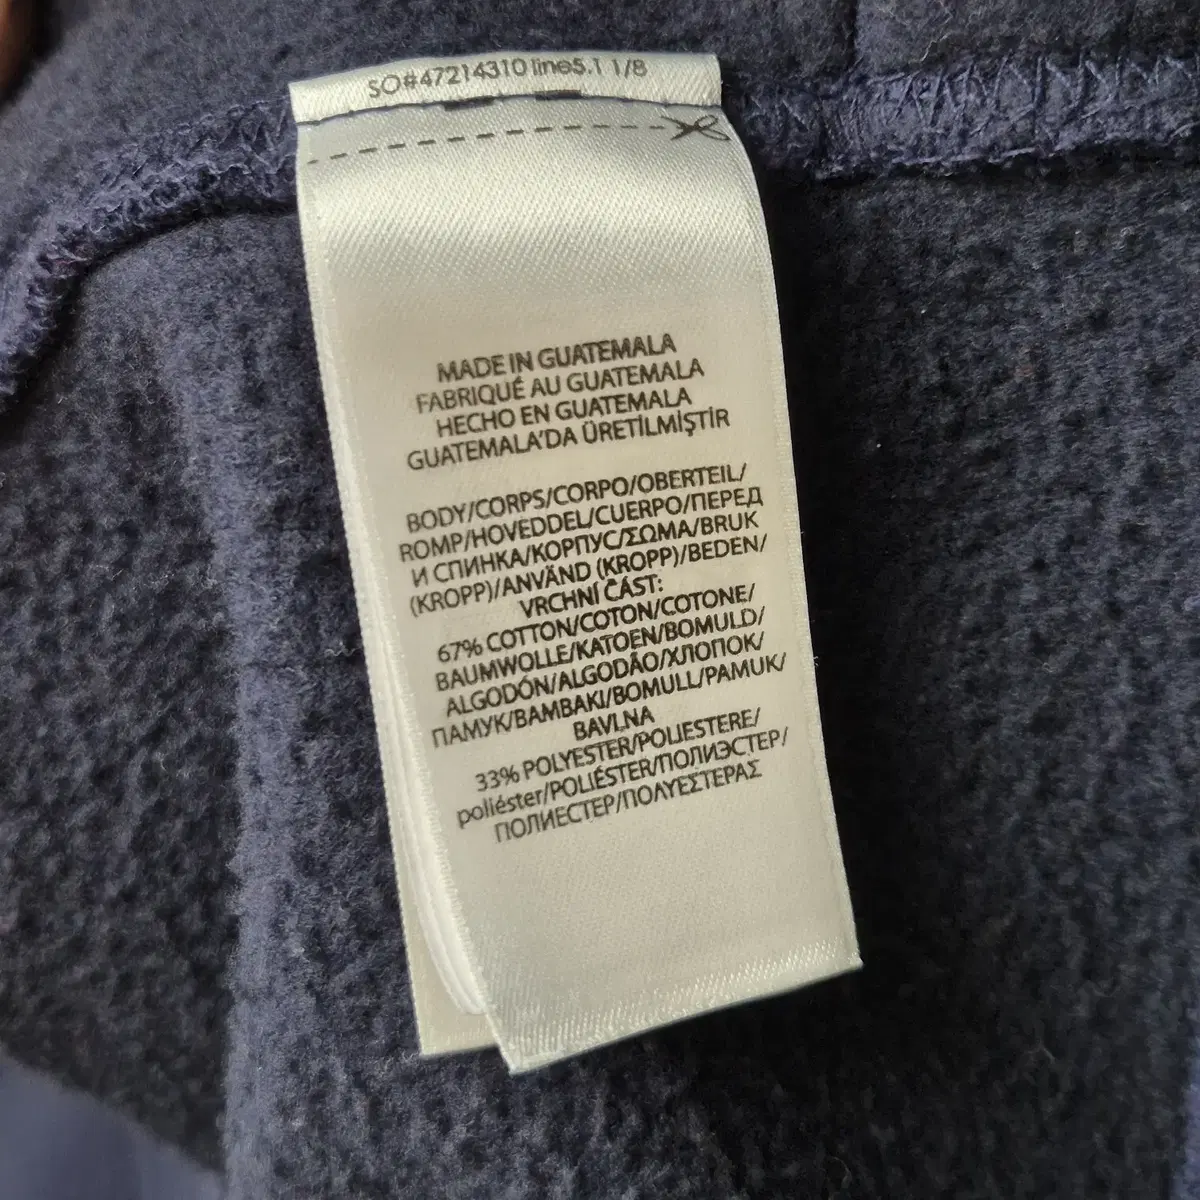 SO#47214310 line5.1 1/8
MADE IN GUATEMALA
FABRIQUÉ AU GUATEMALA
HECHO EN GUATEMALA
GUATEMALA'DA ÜRETİLMİŞTİR
BODY/CORPS/CORPO/OBERTEIL/
ROMP/HOVEDDEL/CUERPO/ПЕРЕД
И СПИНКА/КОРПУС/ΣΩΜΑ/BRUK
(KROPP)/ANVÄND (KROPP)/BEDEN/
VRCHNÍ ČÁST:
67% COTTON/COTON/COTONE/
BAUMWOLLE/KATOEN/BOMULD/
ALGODÓN/ALGODÃO/ХЛОПОК/
ПАМУК/BAMBAKI/BOMULL/PAMUK/
BAVLNA
33% POLYESTER/POLIESTERE/
poliéster/POLIÉSTER/ПОЛИЭСТЕР/
ПОЛИЕСТЕР/ΠΟΛΥΕΣΤΕΡΑΣ